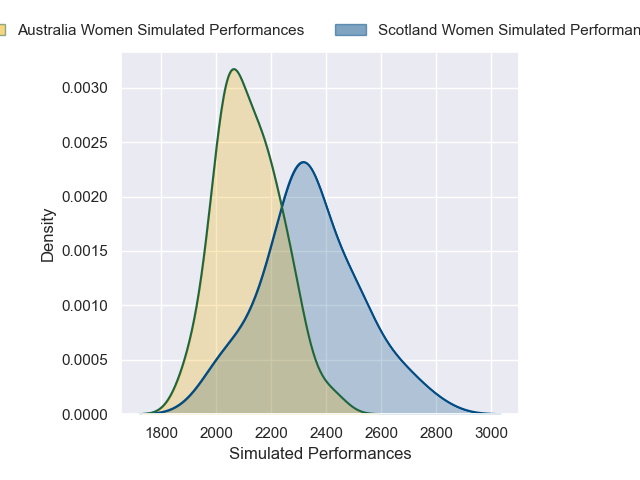 Australia Women Simulated Performances
Scotland Women Simulated
0.0030
0.0025
0.0020
0.0015
0.0010
0.0005
0.0000
Density
1800 2000 2200 2400 2600 2800 3000
Simulated Performances